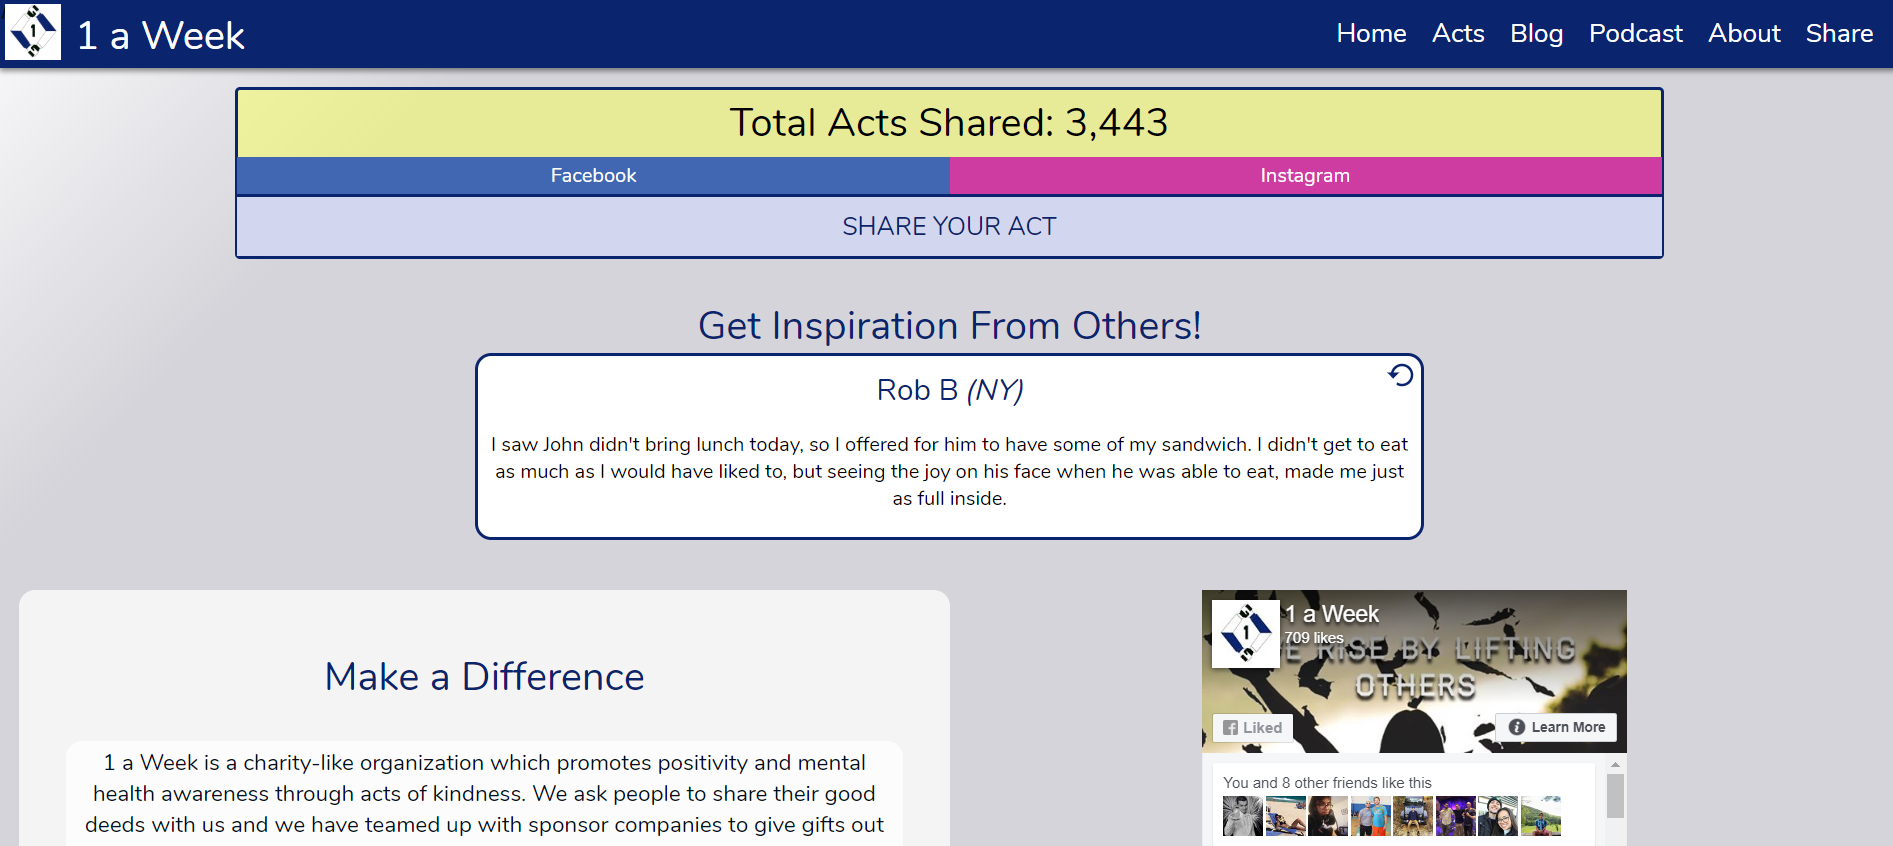 1 a Week
Home Acts Blog Podcast About Share
Total Acts Shared: 3,443
Facebook Instagram
SHARE YOUR ACT
Get Inspiration From Others!
Rob B (NY)
I saw John didn't bring lunch today, so I offered for him to have some of my sandwich. I didn't get to eat
as much as I would have liked to, but seeing the joy on his face when he was able to eat, made me just
as full inside.
Make a Difference
1 a Week is a charity-like organization which promotes positivity and mental
health awareness through acts of kindness. We ask people to share their good
deeds with us and we have teamed up with sponsor companies to give gifts out
1 a Week
709 likes
RISE BY LIFTING
OTHERS
Liked
Learn More
You and 8 other friends like this